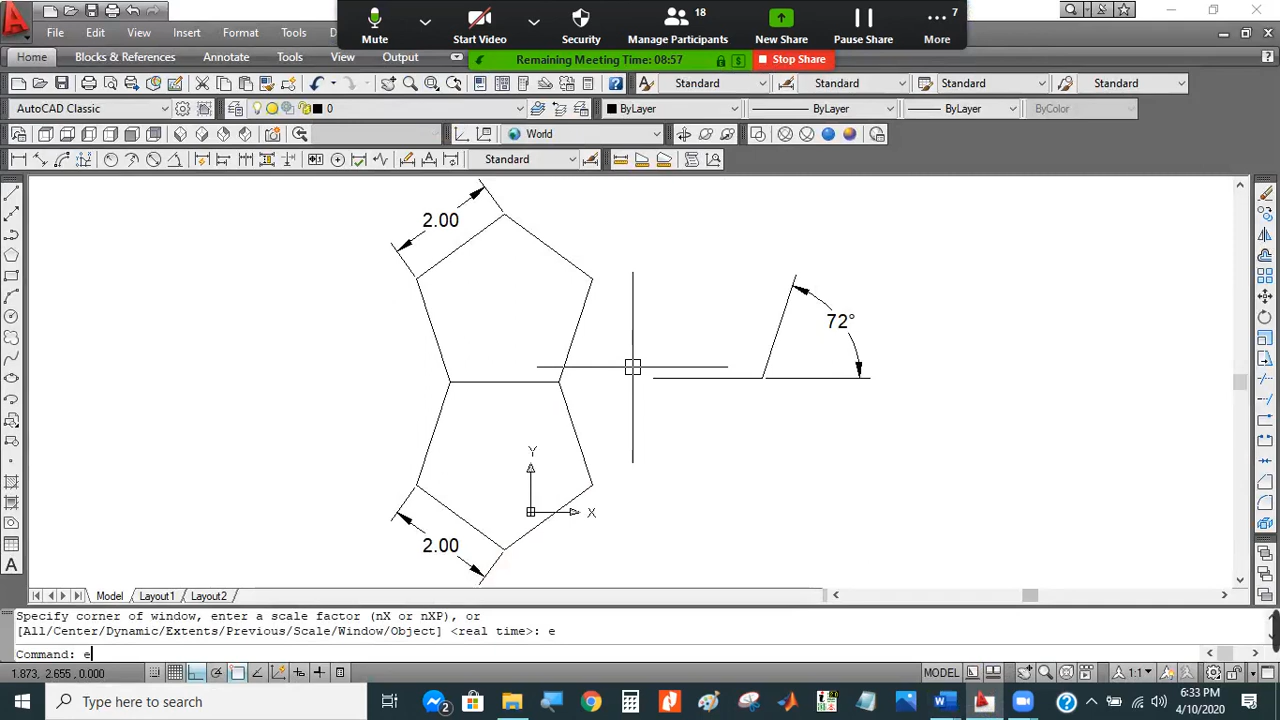 18
7
Mute
Start Video
Security
Manage Participants
New Share
Pause Share
More
File
Edit
View
Insert
Format
Tools
Remaining Meeting Time: 08:57
Stop Share
Home
Blocks & References
Annotate
Tools
View
Output
Standard
Standard
Standard
Standard
AutoCAD Classic
0
ByLayer
ByLayer
ByLayer
ByColor
World
Standard
2.00
72°
Y
X
2.00
Model
Layout1
Layout2
Specify corner of window, enter a scale factor (nX or nXP), or
[All/Center/Dynamic/Extents/Previous/Scale/Window/Object] <real time>: e
Command: e
1.873, 2.655, 0.000
MODEL
1:1
Type here to search
2
6:33 PM
4/10/2020